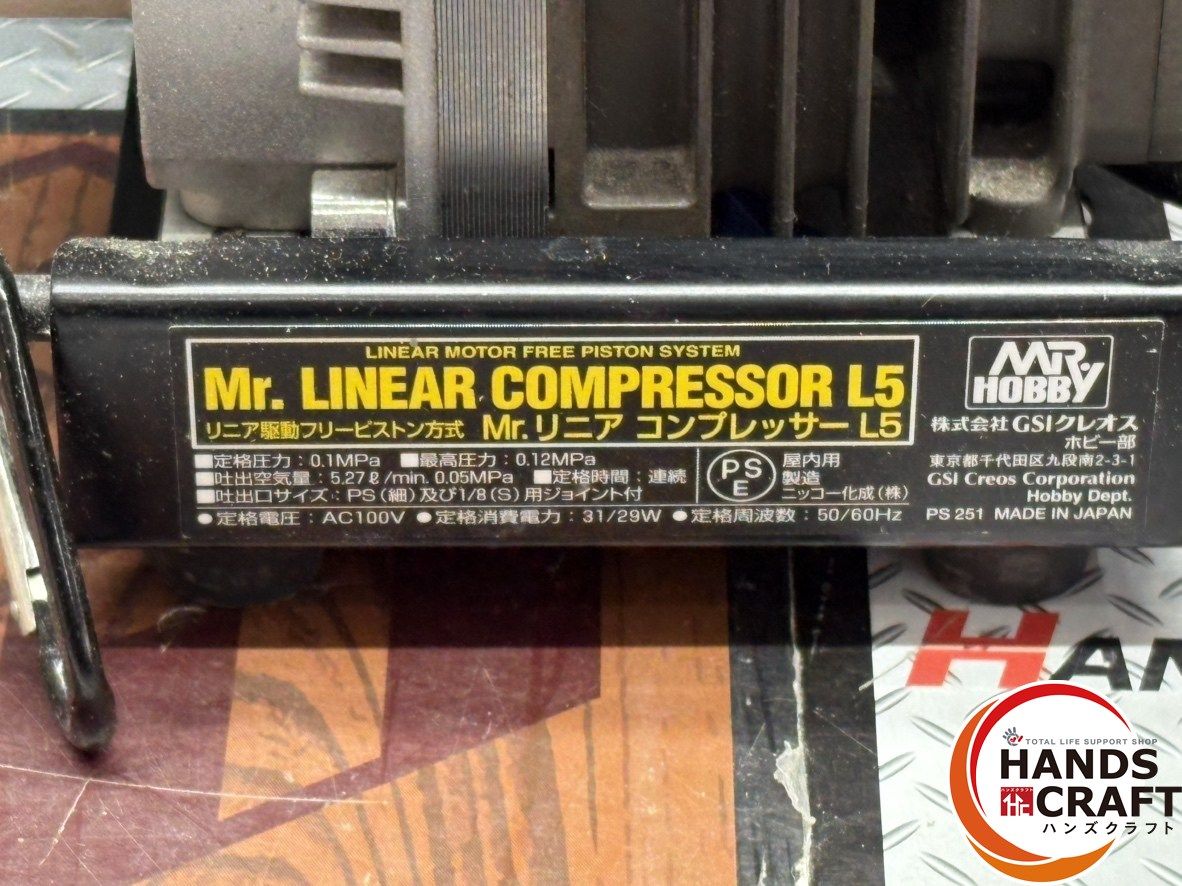 LINEAR MOTOR FREE PISTON SYSTEM
Mr. LINEAR COMPRESSOR L5
リニア駆動フリーピストン方式 Mr.リニア コンプレッサー L5
■定格圧力：0.1MPa ■最高圧力：0.12MPa
■吐出空気量：5.27ℓ/min. 0.05MPa ■定格時間：連続
■吐出口サイズ：PS(細)及び1/8(S)用ジョイント付
●定格電圧：AC100V ●定格消費電力：31/29W ●定格周波数：50/60Hz
PS
E
屋内用
製造
ニッコー化成(株)
MR.
HOBBY
株式会社 GSIクレオス
ホビー部
東京都千代田区九段南2-3-1
GSI Creos Corporation
Hobby Dept.
PS 251 MADE IN JAPAN
HAN
TOTAL LIFE SUPPORT SHOP
HANDS
ハンズクラフト
CRAFT
ハンズクラフト